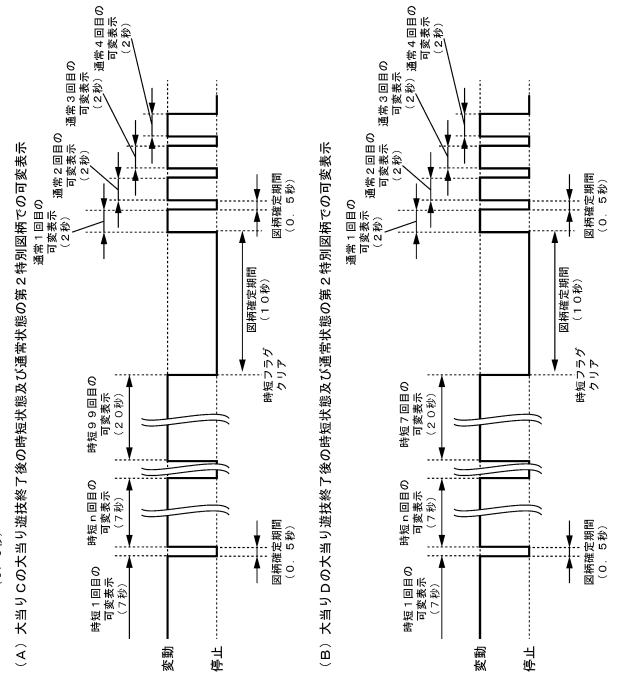 （Ａ）大当りＣの大当り遊技終了後の時短状態及び通常状態の第２特別図柄での可変表示
時短１回目の
可変表示
（７秒）
時短ｎ回目の
可変表示
（７秒）
時短９９回目の
可変表示
（２０秒）
通常１回目の
可変表示
（２秒）
通常２回目の
可変表示
（２秒）
通常３回目の
可変表示
（２秒）
通常４回目の
可変表示
（２秒）
変動
停止
図柄確定期間
（０．５秒）
時短フラグ
クリア
図柄確定期間
（１０秒）
図柄確定期間
（０．５秒）
（Ｂ）大当りＤの大当り遊技終了後の時短状態及び通常状態の第２特別図柄での可変表示
時短１回目の
可変表示
（７秒）
時短ｎ回目の
可変表示
（７秒）
時短７回目の
可変表示
（２０秒）
通常１回目の
可変表示
（２秒）
通常２回目の
可変表示
（２秒）
通常３回目の
可変表示
（２秒）
通常４回目の
可変表示
（２秒）
変動
停止
図柄確定期間
（０．５秒）
時短フラグ
クリア
図柄確定期間
（１０秒）
図柄確定期間
（０．５秒）